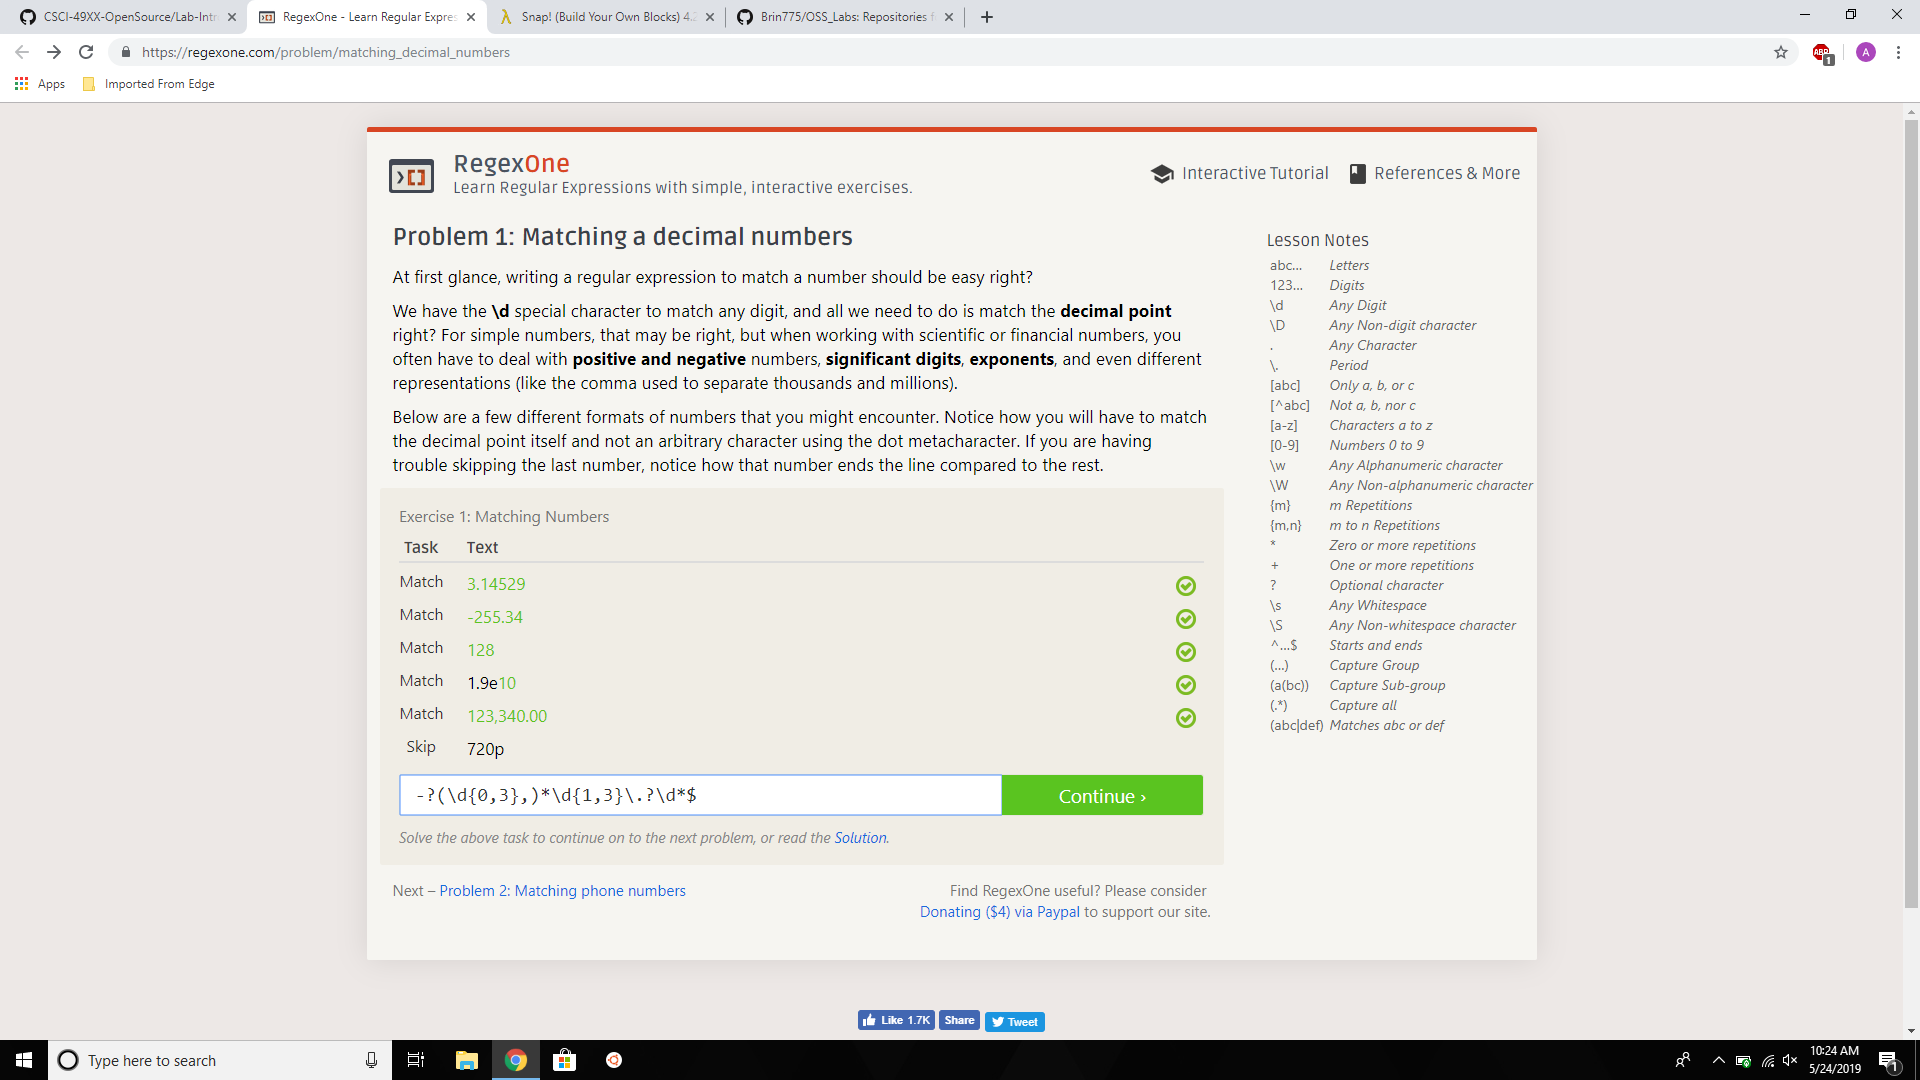 CSCI-49XX-OpenSource/Lab-Intr
RegexOne - Learn Regular Expres
Snap! (Build Your Own Blocks) 4.2
Brin775/OSS_Labs: Repositories f
https://regexone.com/problem/matching_decimal_numbers
ABP
1
A
Apps
Imported From Edge
RegexOne
Learn Regular Expressions with simple, interactive exercises.
Interactive Tutorial
References & More
Problem 1: Matching a decimal numbers
At first glance, writing a regular expression to match a number should be easy right?
We have the \d special character to match any digit, and all we need to do is match the decimal point
right? For simple numbers, that may be right, but when working with scientific or financial numbers, you
often have to deal with positive and negative numbers, significant digits, exponents, and even different
representations (like the comma used to separate thousands and millions).
Below are a few different formats of numbers that you might encounter. Notice how you will have to match
the decimal point itself and not an arbitrary character using the dot metacharacter. If you are having
trouble skipping the last number, notice how that number ends the line compared to the rest.
Exercise 1: Matching Numbers
Task Text
Match 3.14529
Match -255.34
Match 128
Match 1.9e10
Match 123,340.00
Skip 720p
-?(\d{0,3},)*\d{1,3}\.?\d*$
Continue ›
Solve the above task to continue on to the next problem, or read the Solution.
Next – Problem 2: Matching phone numbers
Find RegexOne useful? Please consider
Donating ($4) via Paypal to support our site.
Lesson Notes
abc… Letters
123… Digits
\d Any Digit
\D Any Non-digit character
. Any Character
\. Period
[abc] Only a, b, or c
[^abc] Not a, b, nor c
[a-z] Characters a to z
[0-9] Numbers 0 to 9
\w Any Alphanumeric character
\W Any Non-alphanumeric character
{m} m Repetitions
{m,n} m to n Repetitions
* Zero or more repetitions
+ One or more repetitions
? Optional character
\s Any Whitespace
\S Any Non-whitespace character
^…$ Starts and ends
(…) Capture Group
(a(bc)) Capture Sub-group
(.*) Capture all
(abc|def) Matches abc or def
Like 1.7K
Share
Tweet
Type here to search
10:24 AM
5/24/2019
1